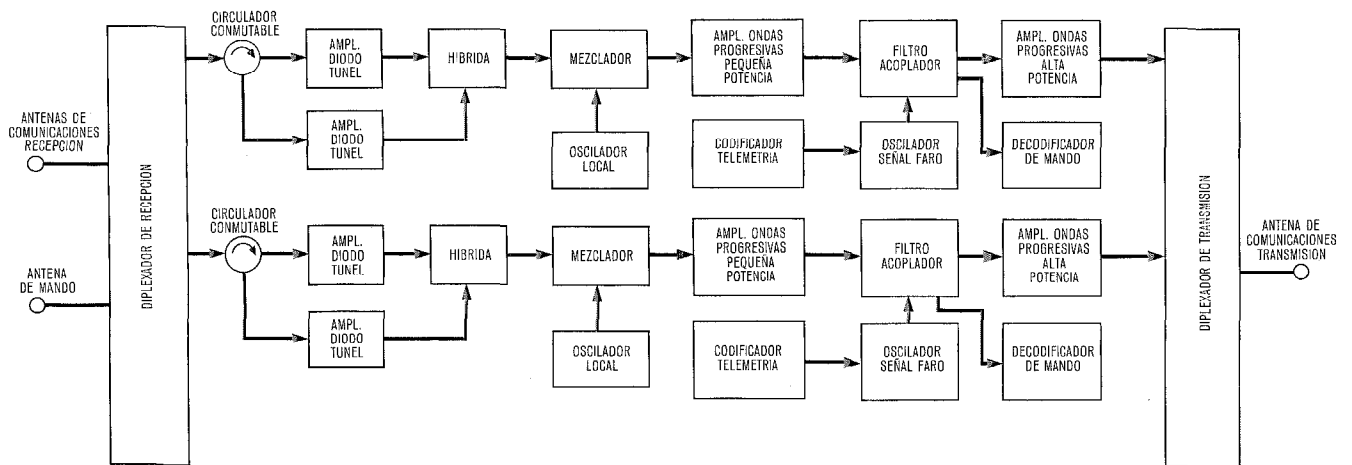 CIRCULADOR
CONMUTABLE
AMPL.
DIODO
TUNEL
HIBRIDA
MEZCLADOR
AMPL. ONDAS
PROGRESIVAS
PEQUEÑA
POTENCIA
FILTRO
ACOPLADOR
AMPL. ONDAS
PROGRESIVAS
ALTA
POTENCIA
ANTENAS DE
COMUNICACIONES
RECEPCION
AMPL.
DIODO
TUNEL
OSCILADOR
LOCAL
CODIFICADOR
TELEMETRIA
OSCILADOR
SEÑAL FARO
DECODIFICADOR
DE MANDO
DIPLEXADOR DE RECEPCION
DIPLEXADOR DE TRANSMISION
CIRCULADOR
CONMUTABLE
AMPL.
DIODO
TUNEL
HIBRIDA
MEZCLADOR
AMPL. ONDAS
PROGRESIVAS
PEQUEÑA
POTENCIA
FILTRO
ACOPLADOR
AMPL. ONDAS
PROGRESIVAS
ALTA
POTENCIA
ANTENA DE
COMUNICACIONES
TRANSMISION
ANTENA
DE MANDO
AMPL.
DIODO
TUNEL
OSCILADOR
LOCAL
CODIFICADOR
TELEMETRIA
OSCILADOR
SEÑAL FARO
DECODIFICADOR
DE MANDO